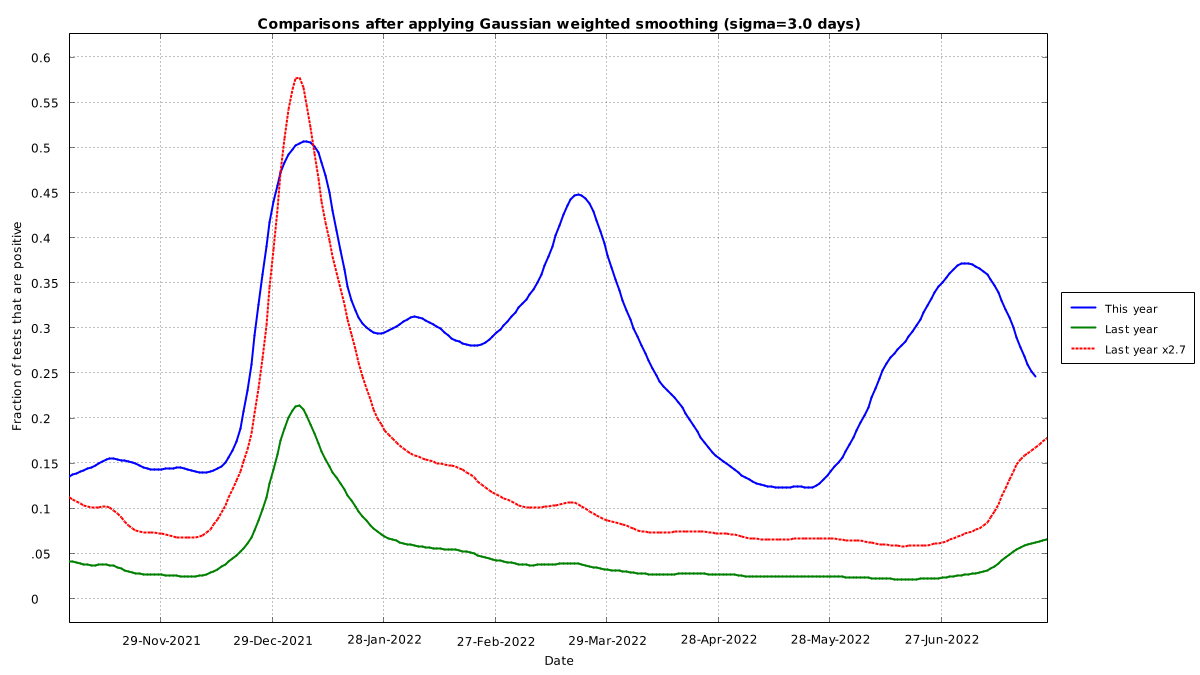 Comparisons after applying Gaussian weighted smoothing (sigma=3.0 days)
Fraction of tests that are positive
0.6
0.55
0.5
0.45
0.4
0.35
0.3
0.25
0.2
0.15
0.1
.05
0
29-Nov-2021
29-Dec-2021
28-Jan-2022
27-Feb-2022
29-Mar-2022
28-Apr-2022
28-May-2022
27-Jun-2022
Date
This year
Last year
Last year x2.7